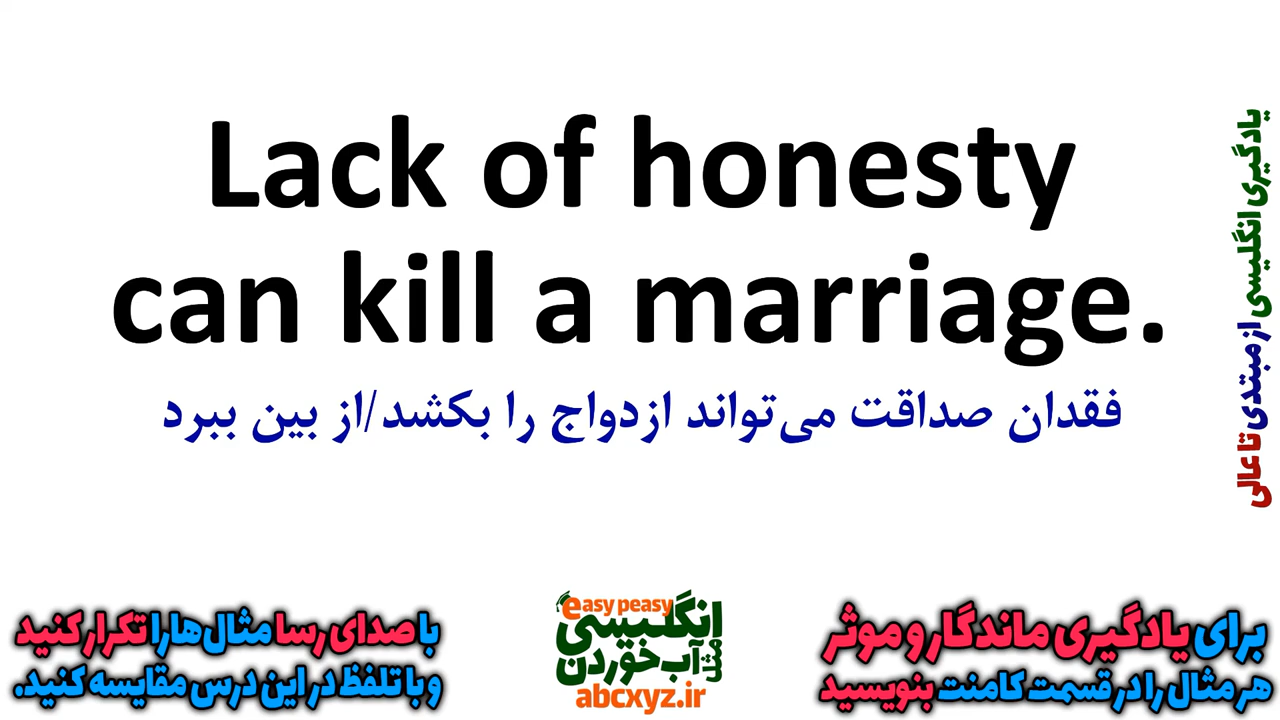 Lack of honesty
can kill a marriage.
فقدان صداقت می‌تواند ازدواج را بکشد/از بین ببرد
یادگیری انگلیسی از مبتدی تا عالی
برای یادگیری ماندگار و موثر
هر مثال را در قسمت کامنت بنویسید
easy peasy
انگلیسی
مثل
آب خوردن
abcxyz.ir
با صدای رسا مثال‌ها را تکرار کنید
و با تلفظ در این درس مقایسه کنید.